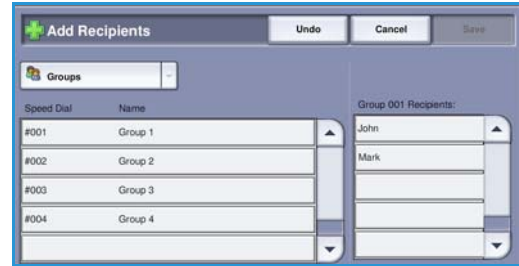 Add Recipients Undo Cancel Save
Groups
Speed Dial Name
#001 Group 1
#002 Group 2
#003 Group 3
#004 Group 4
Group 001 Recipients:
John
Mark